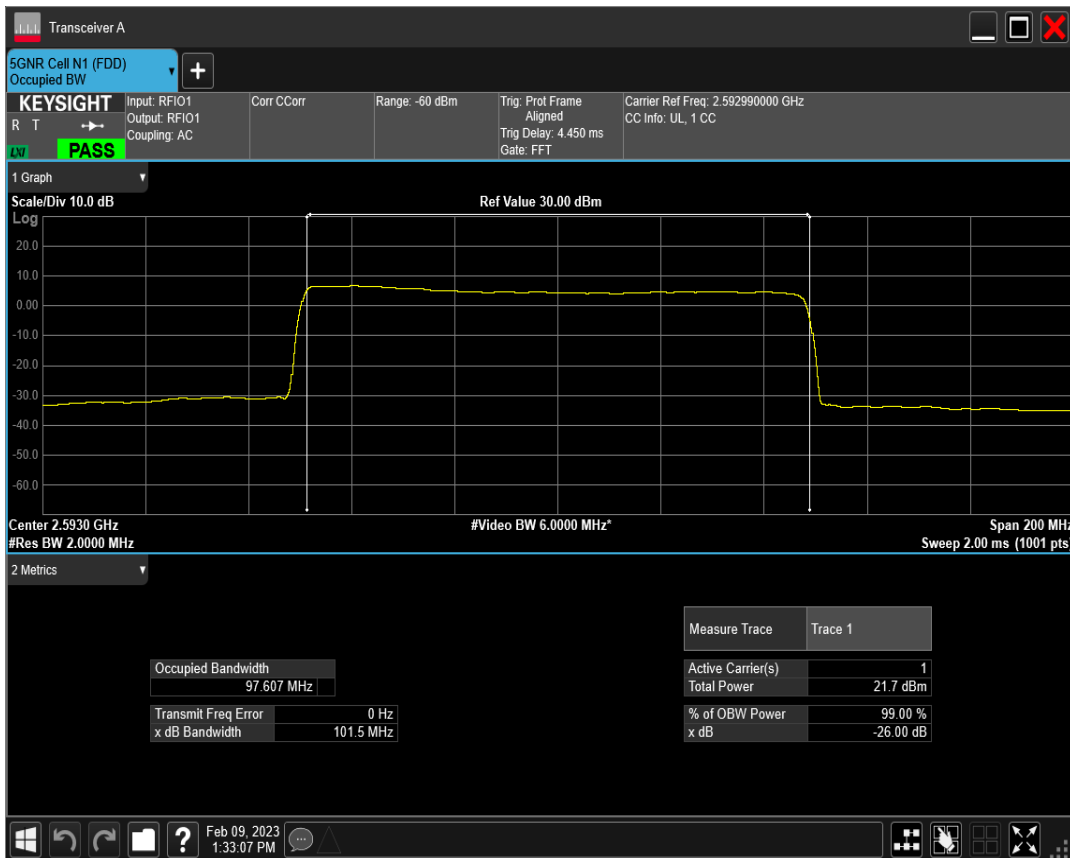 Transceiver A
5GNR Cell N1 (FDD)
Occupied BW
+
KEYSIGHT
R T
LXI
PASS
Input: RFIO1
Output: RFIO1
Coupling: AC
Corr CCorr
Range: -60 dBm
Trig: Prot Frame
Aligned
Trig Delay: 4.450 ms
Gate: FFT
Carrier Ref Freq: 2.592990000 GHz
CC Info: UL, 1 CC
1 Graph
Scale/Div 10.0 dB
Ref Value 30.00 dBm
Log
20.0
10.0
0.00
-10.0
-20.0
-30.0
-40.0
-50.0
-60.0
Center 2.5930 GHz
#Video BW 6.0000 MHz*
Span 200 MHz
#Res BW 2.0000 MHz
Sweep 2.00 ms (1001 pts)
2 Metrics
Measure Trace Trace 1
Occupied Bandwidth
97.607 MHz
Active Carrier(s) 1
Total Power 21.7 dBm
Transmit Freq Error 0 Hz
x dB Bandwidth 101.5 MHz
% of OBW Power 99.00 %
x dB -26.00 dB
?
Feb 09, 2023
1:33:07 PM